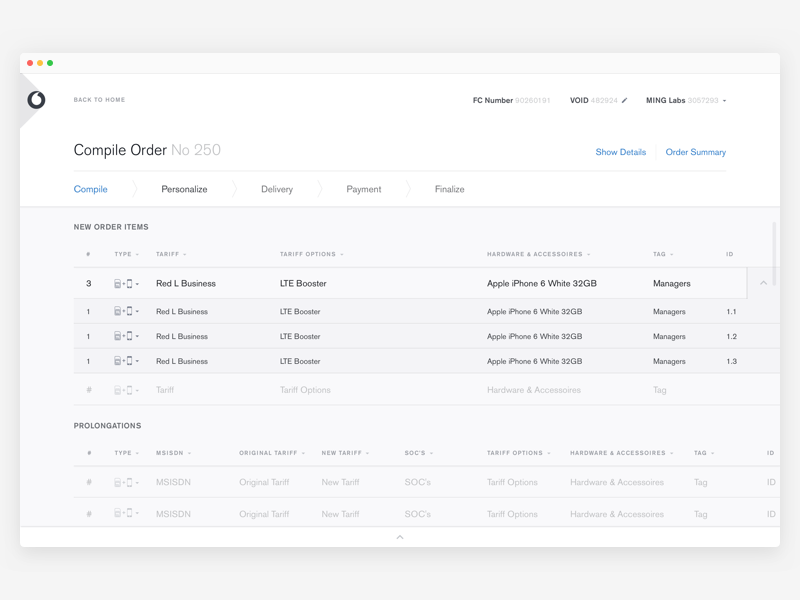 BACK TO HOME
FC Number 90260191
VOID 482924
MING Labs 3057293
Compile Order No 250
Show Details
Order Summary
Compile
Personalize
Delivery
Payment
Finalize
NEW ORDER ITEMS
# TYPE TARIFF TARIFF OPTIONS HARDWARE & ACCESSOIRES TAG ID
3 Red L Business LTE Booster Apple iPhone 6 White 32GB Managers
1 Red L Business LTE Booster Apple iPhone 6 White 32GB Managers 1.1
1 Red L Business LTE Booster Apple iPhone 6 White 32GB Managers 1.2
1 Red L Business LTE Booster Apple iPhone 6 White 32GB Managers 1.3
# Tariff Tariff Options Hardware & Accessoires Tag
PROLONGATIONS
# TYPE MSISDN ORIGINAL TARIFF NEW TARIFF SOC'S TARIFF OPTIONS HARDWARE & ACCESSOIRES TAG ID
# MSISDN Original Tariff New Tariff SOC's Tariff Options Hardware & Accessoires Tag ID
# MSISDN Original Tariff New Tariff SOC's Tariff Options Hardware & Accessoires Tag ID